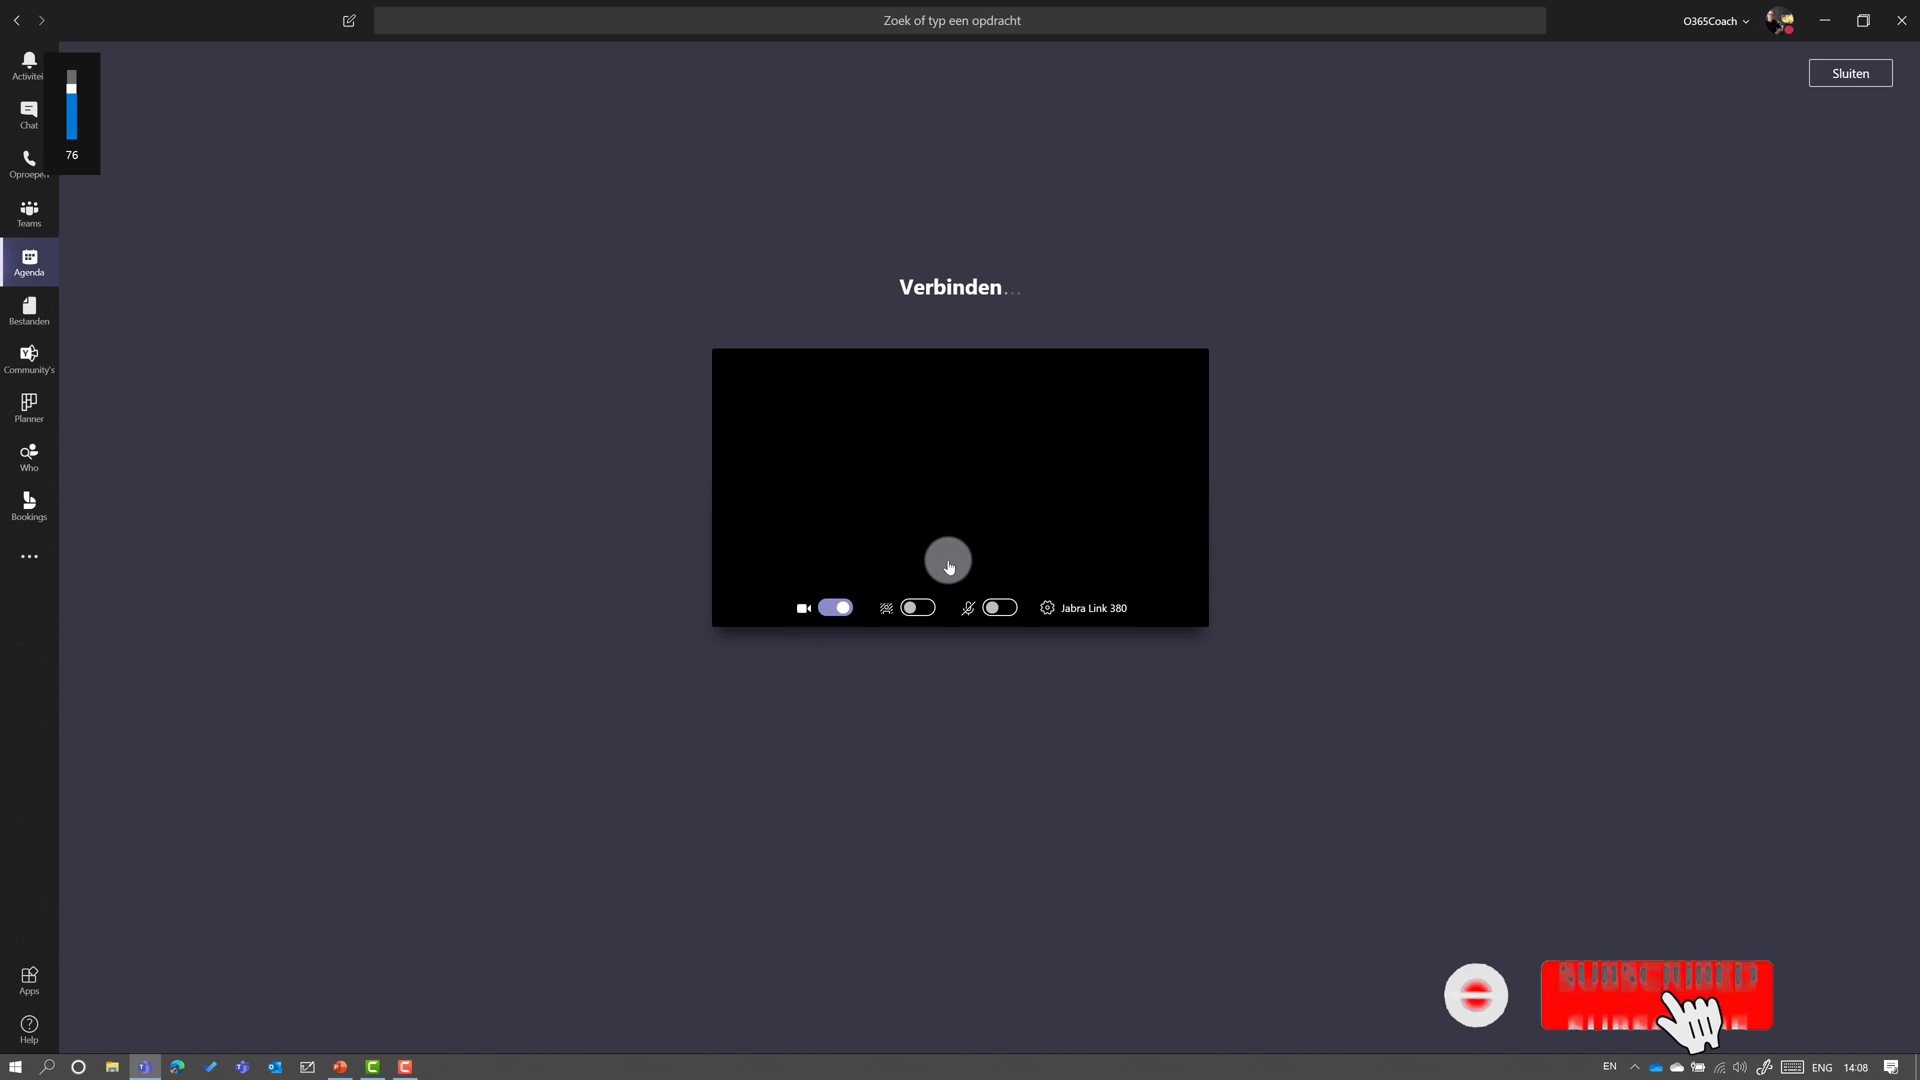 Zoek of typ een opdracht
O365Coach
Sluiten
Activitei
76
Chat
Oproepen
Teams
Agenda
Bestanden
Community's
Planner
Who
Bookings
Apps
Help
Verbinden...
Jabra Link 380
EN
ENG
14:08